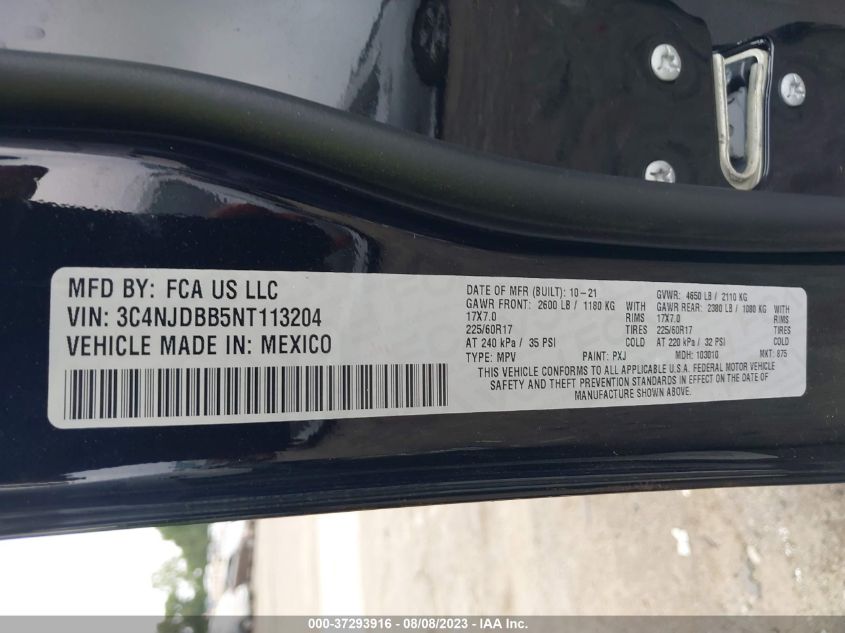 MFD BY: FCA US LLC
VIN: 3C4NJDBB5NT113204
VEHICLE MADE IN: MEXICO
DATE OF MFR (BUILT): 10-21 GVWR: 4650 LB / 2110 KG
GAWR FRONT: 2600 LB / 1180 KG GAWR REAR: 2380 LB / 1080 KG
17X7.0 RIMS 17X7.0 RIMS
225/60R17 TIRES 225/60R17 TIRES
AT 240 kPa / 35 PSI COLD AT 220 kPa / 32 PSI COLD
TYPE: MPV PAINT: PXJ MDH: 103010 MKT: 875
THIS VEHICLE CONFORMS TO ALL APPLICABLE U.S.A. FEDERAL MOTOR VEHICLE
SAFETY AND THEFT PREVENTION STANDARDS IN EFFECT ON THE DATE OF
MANUFACTURE SHOWN ABOVE.
000-37293916 - 08/08/2023 - IAA Inc.